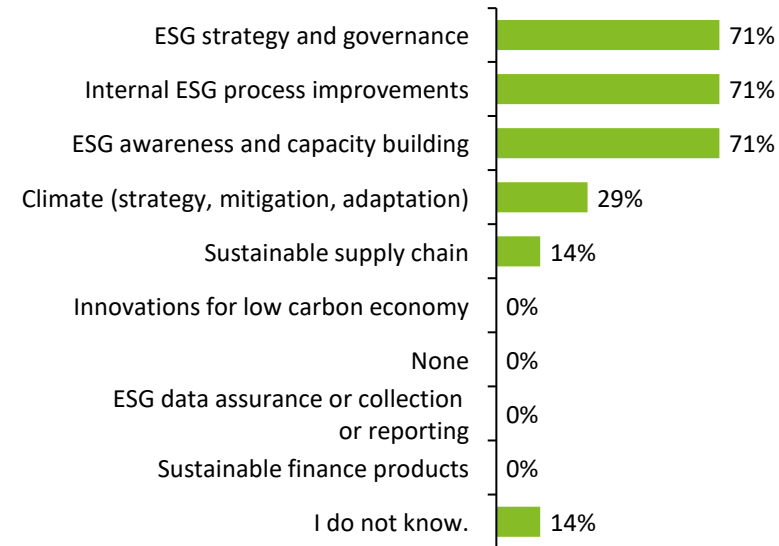 ESG strategy and governance 71%
Internal ESG process improvements 71%
ESG awareness and capacity building 71%
Climate (strategy, mitigation, adaptation) 29%
Sustainable supply chain 14%
Innovations for low carbon economy 0%
None 0%
ESG data assurance or collection
or reporting 0%
Sustainable finance products 0%
I do not know. 14%